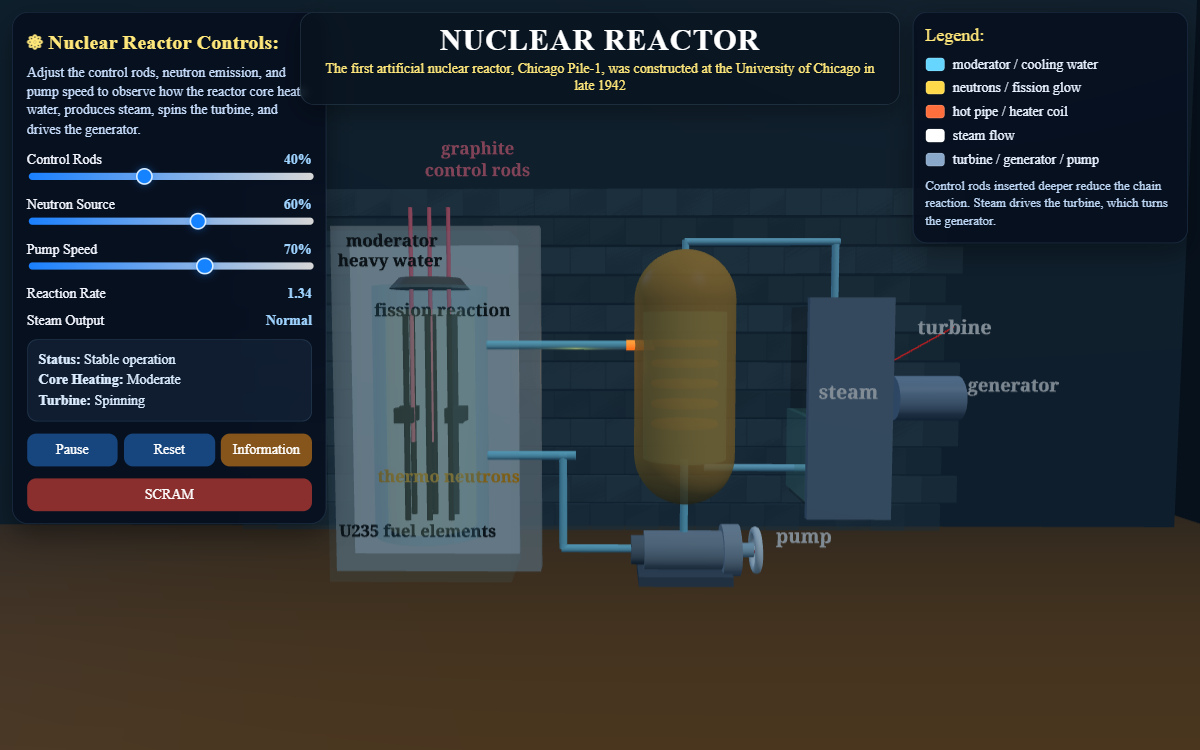 ☢ Nuclear Reactor Controls:
Adjust the control rods, neutron emission, and
pump speed to observe how the reactor core heat
water, produces steam, spins the turbine, and
drives the generator.
Control Rods 40%
Neutron Source 60%
Pump Speed 70%
Reaction Rate 1.34
Steam Output Normal
Status: Stable operation
Core Heating: Moderate
Turbine: Spinning
Pause Reset Information
SCRAM
NUCLEAR REACTOR
The first artificial nuclear reactor, Chicago Pile-1, was constructed at the University of Chicago in
late 1942
Legend:
moderator / cooling water
neutrons / fission glow
hot pipe / heater coil
steam flow
turbine / generator / pump
Control rods inserted deeper reduce the chain
reaction. Steam drives the turbine, which turns
the generator.
graphite
control rods
moderator
heavy water
fission reaction
thermo neutrons
U235 fuel elements
turbine
generator
steam
pump